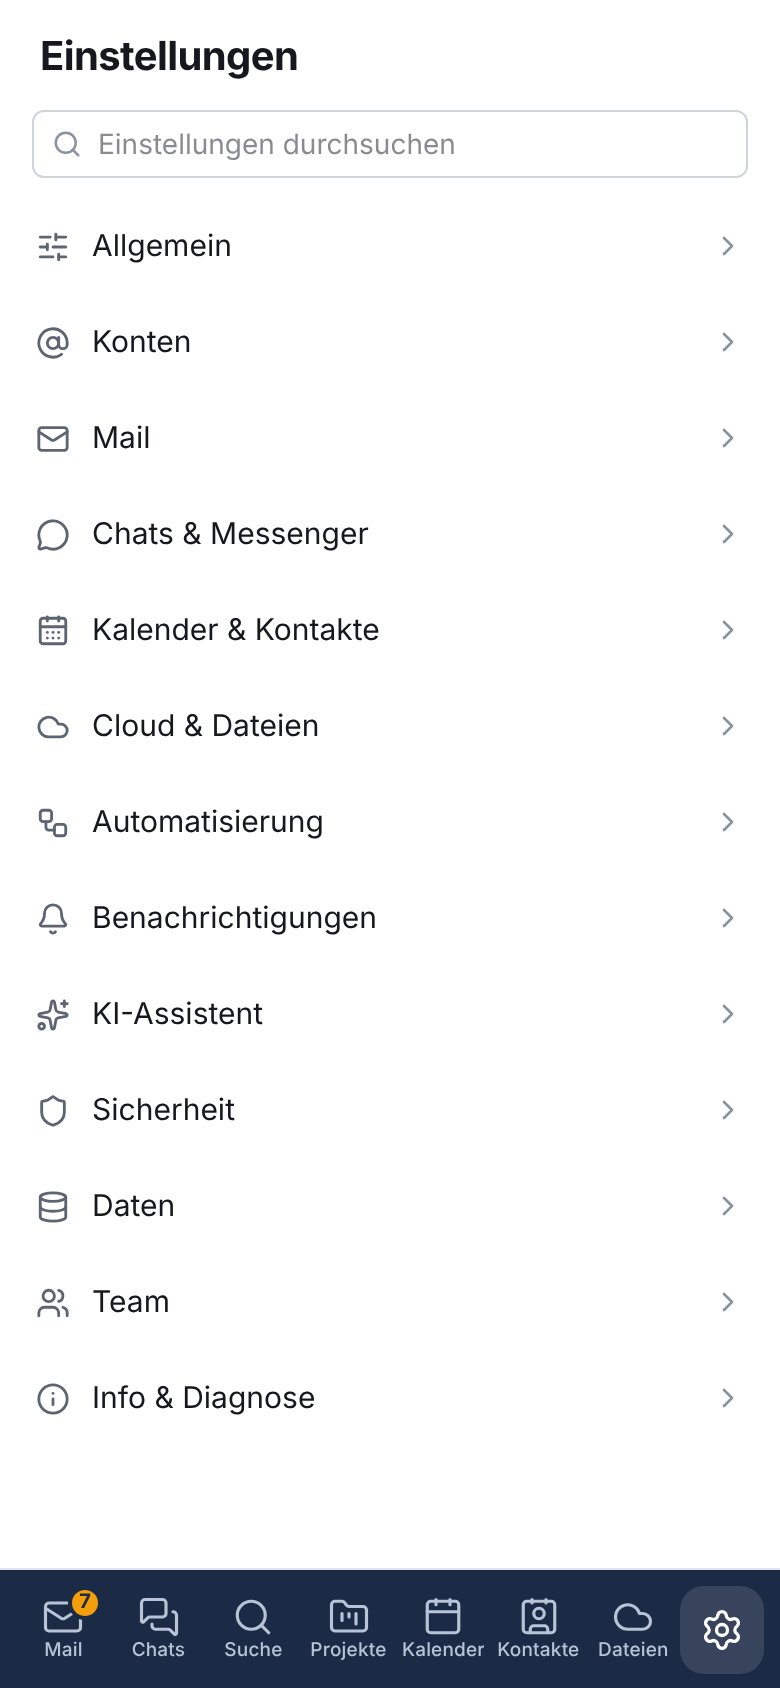 Einstellungen
Einstellungen durchsuchen
Allgemein
Konten
Mail
Chats & Messenger
Kalender & Kontakte
Cloud & Dateien
Automatisierung
Benachrichtigungen
KI-Assistent
Sicherheit
Daten
Team
Info & Diagnose
7
Mail Chats Suche Projekte Kalender Kontakte Dateien